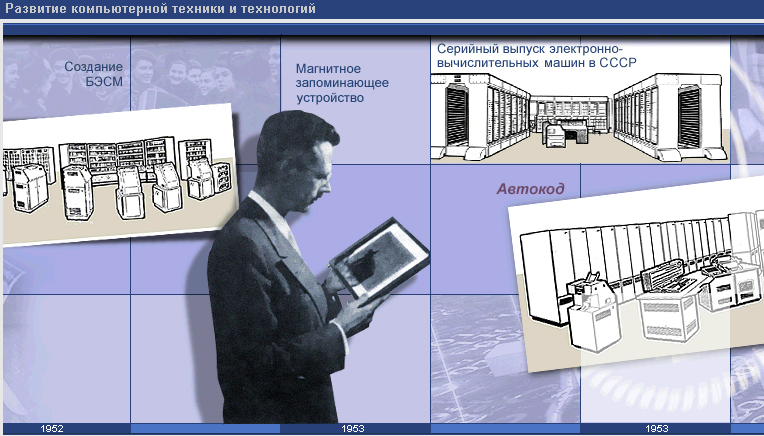 Развитие компьютерной техники и технологий
Создание
БЭСМ
Магнитное
запоминающее
устройство
Серийный выпуск электронно-
вычислительных машин в СССР
Автокод
1952
1953
1953